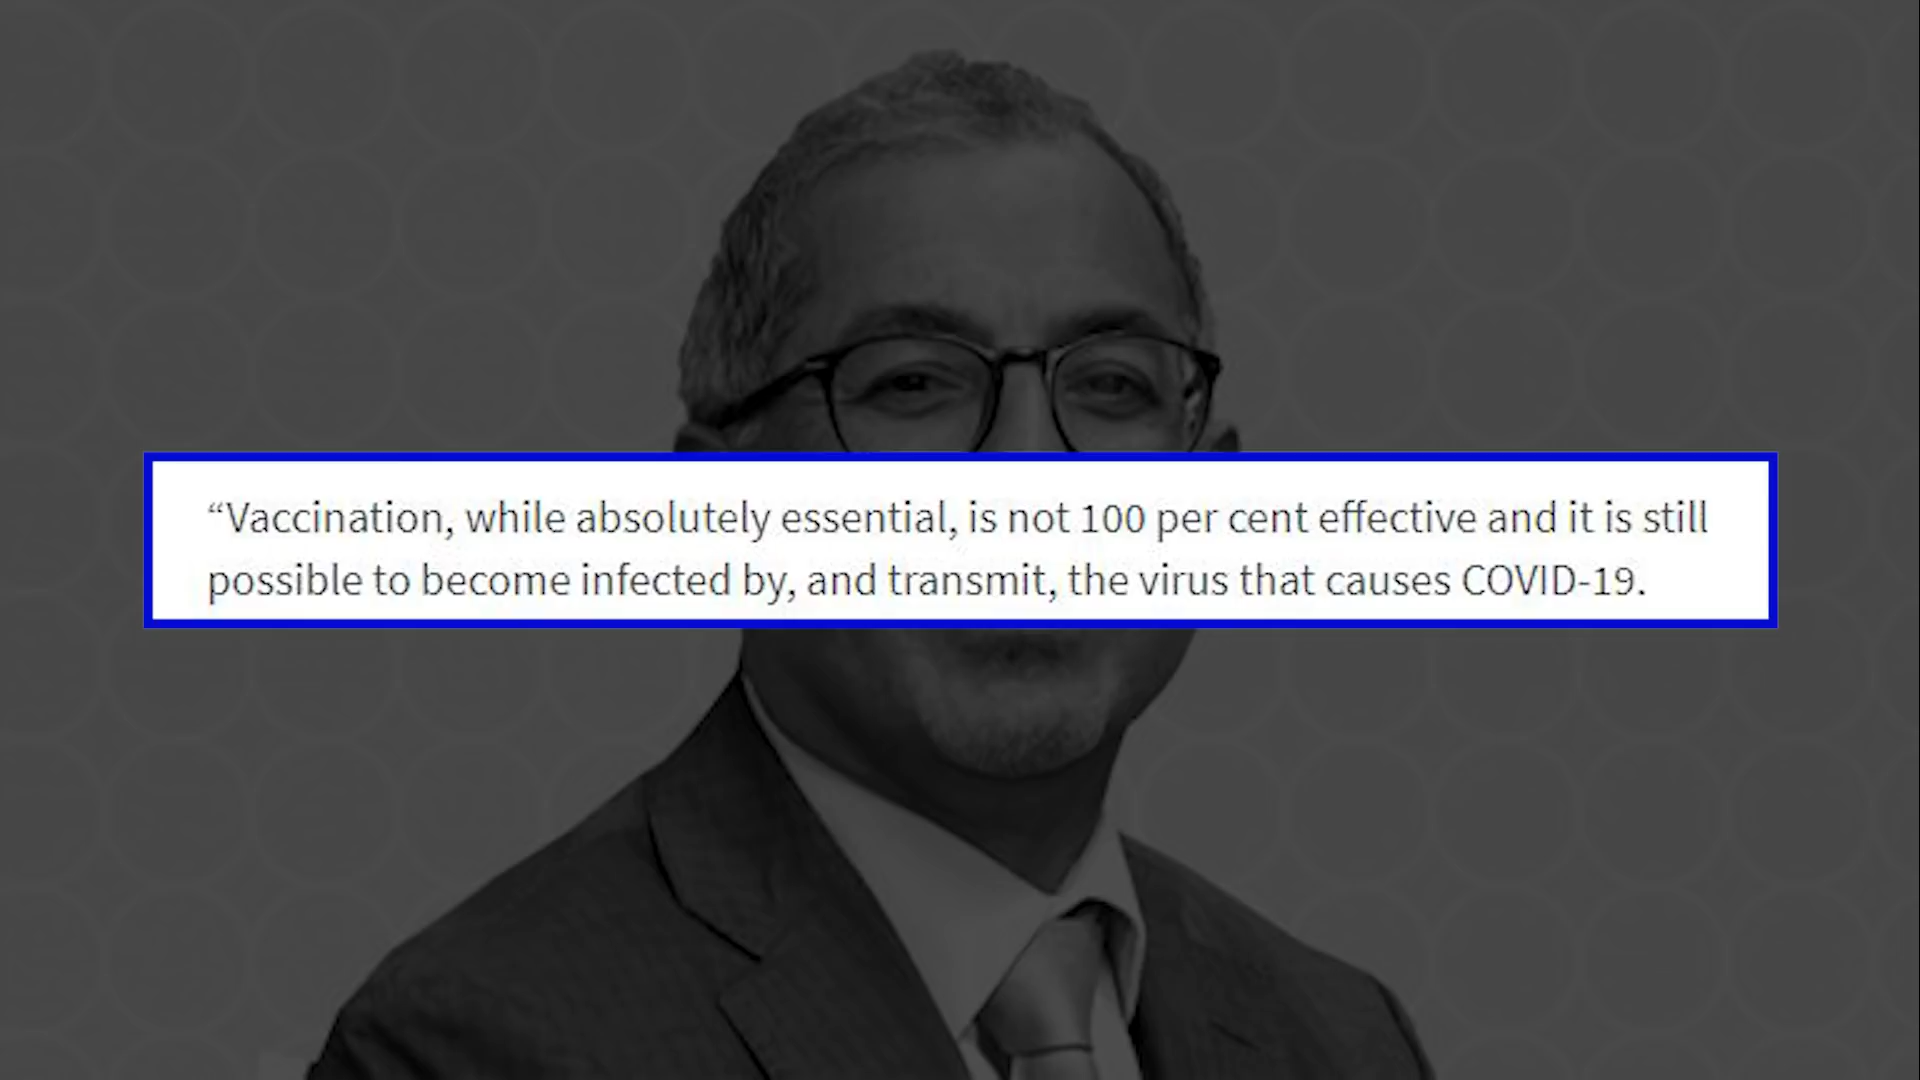 “Vaccination, while absolutely essential, is not 100 per cent effective and it is still
possible to become infected by, and transmit, the virus that causes COVID-19.